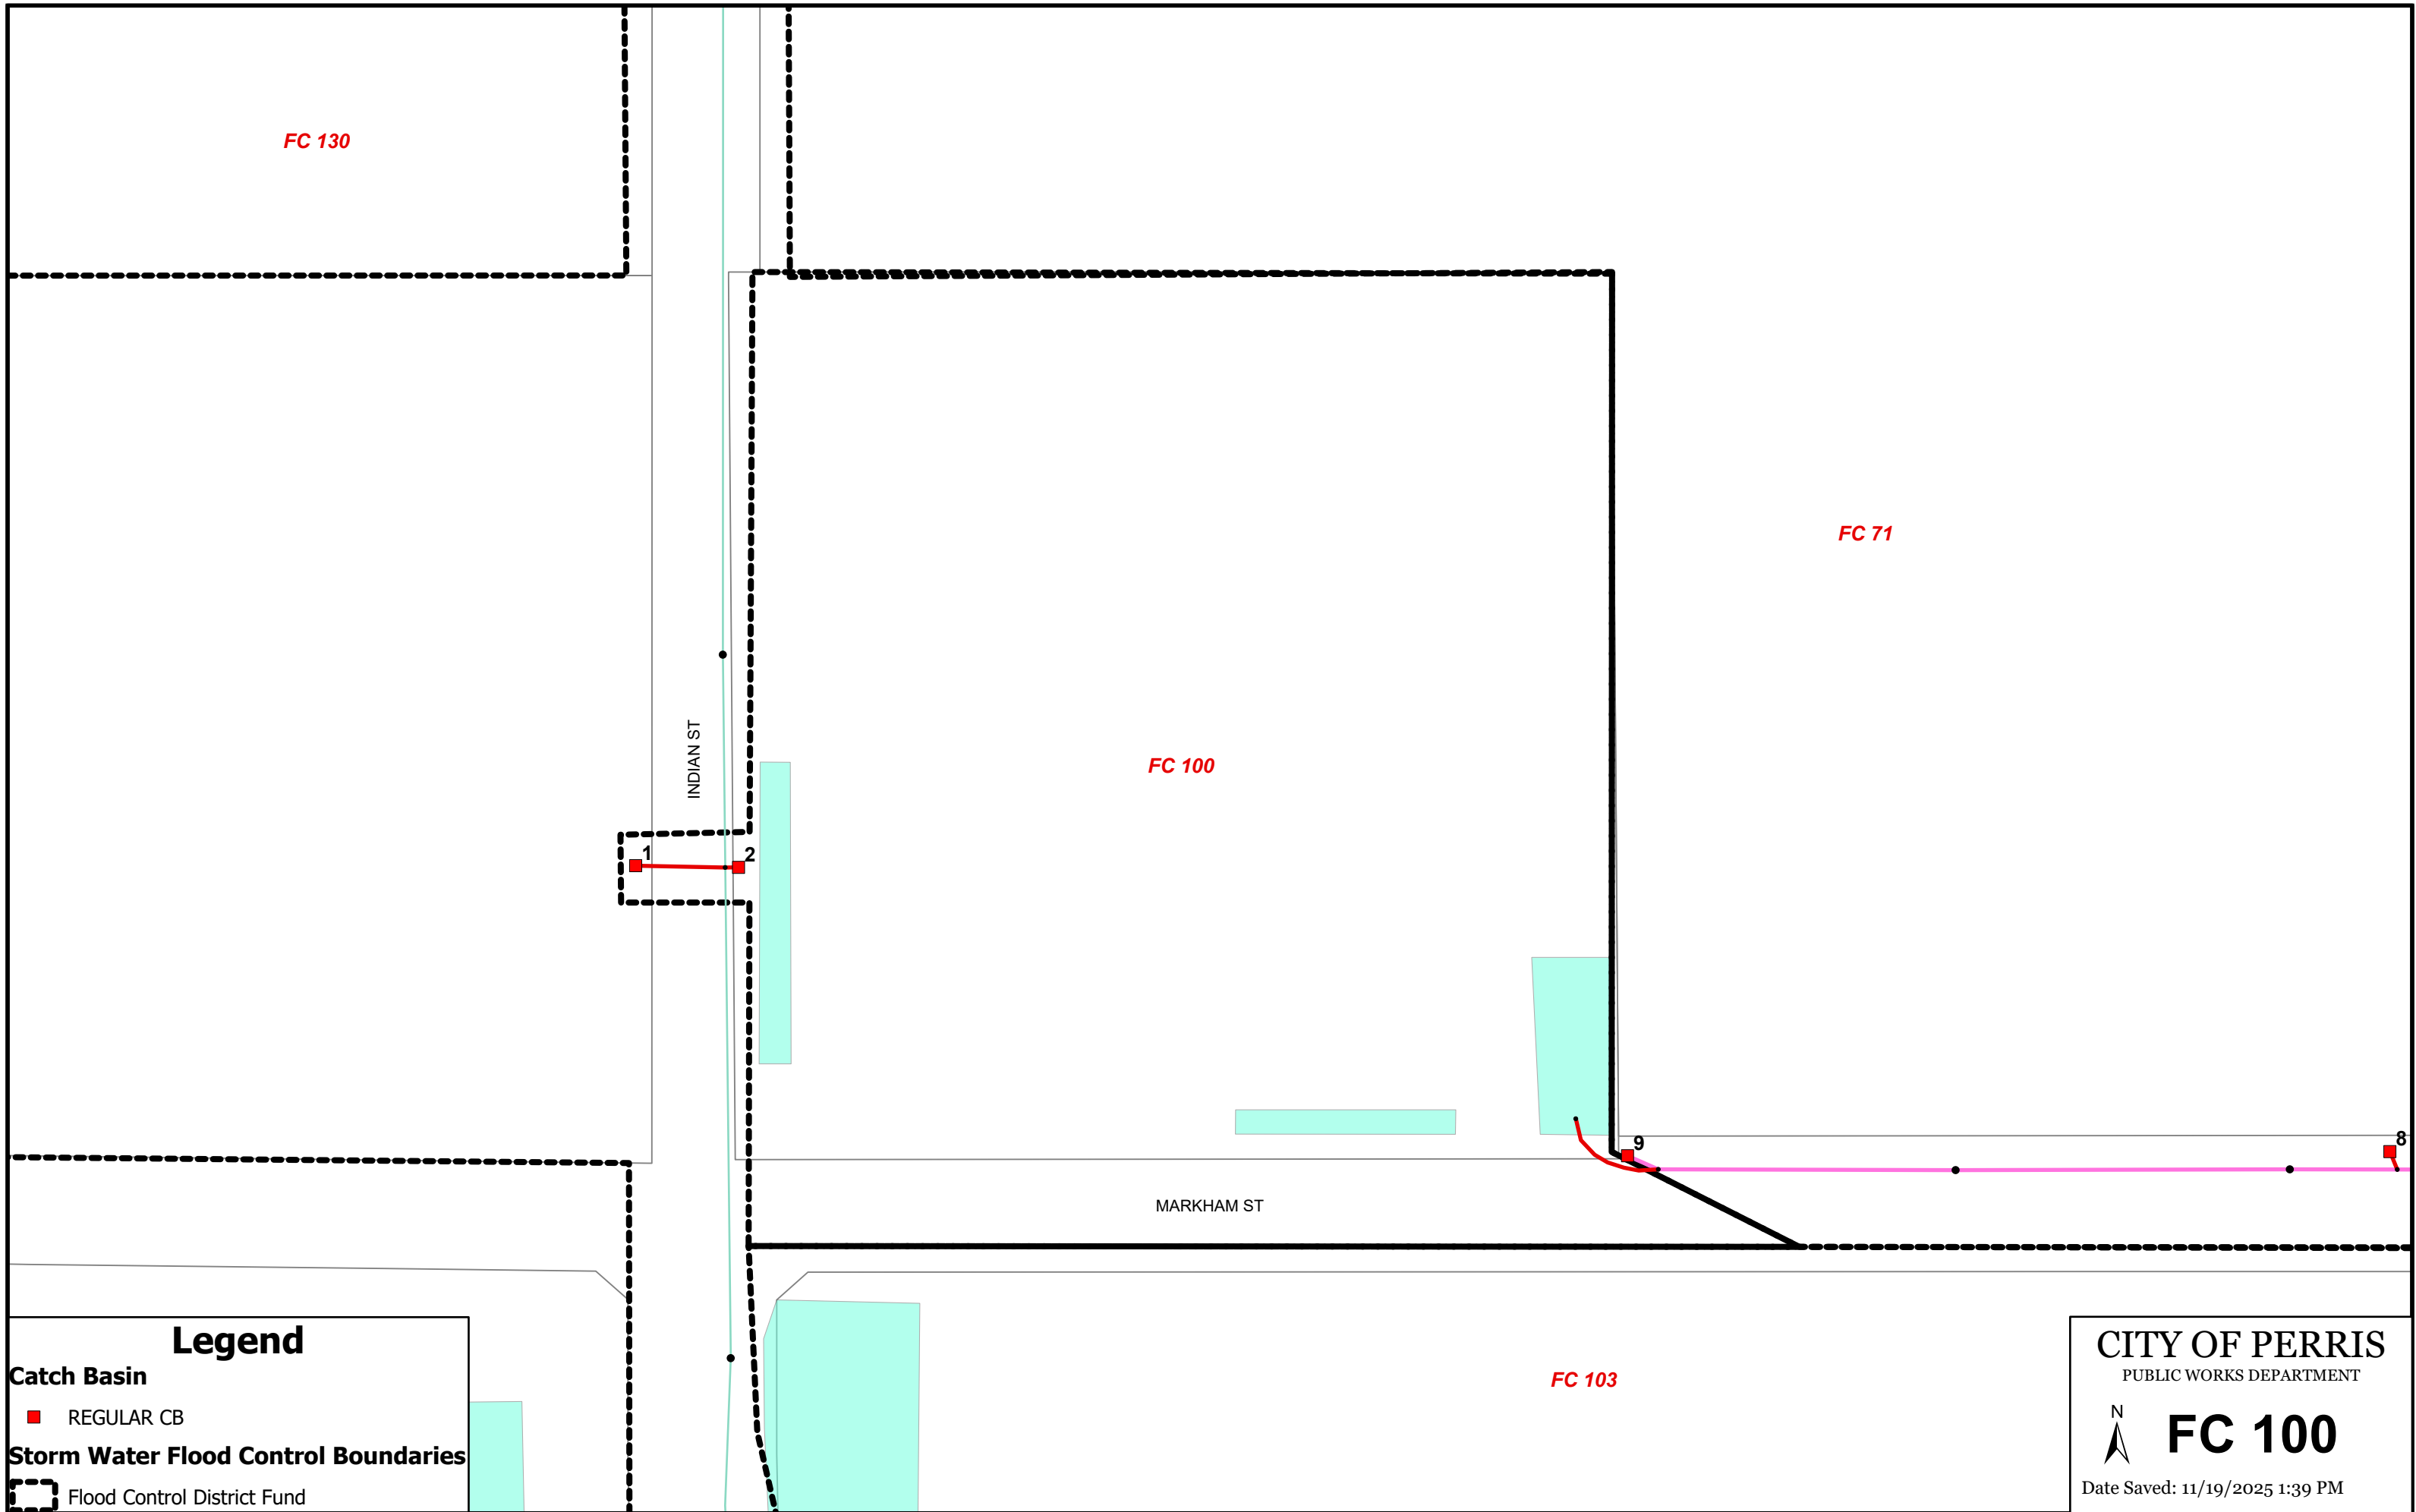 FC 130
FC 71
INDIAN ST
FC 100
1
2
9
8
MARKHAM ST
FC 103
Legend
Catch Basin
REGULAR CB
Storm Water Flood Control Boundaries
Flood Control District Fund
CITY OF PERRIS
PUBLIC WORKS DEPARTMENT
N
FC 100
Date Saved: 11/19/2025 1:39 PM